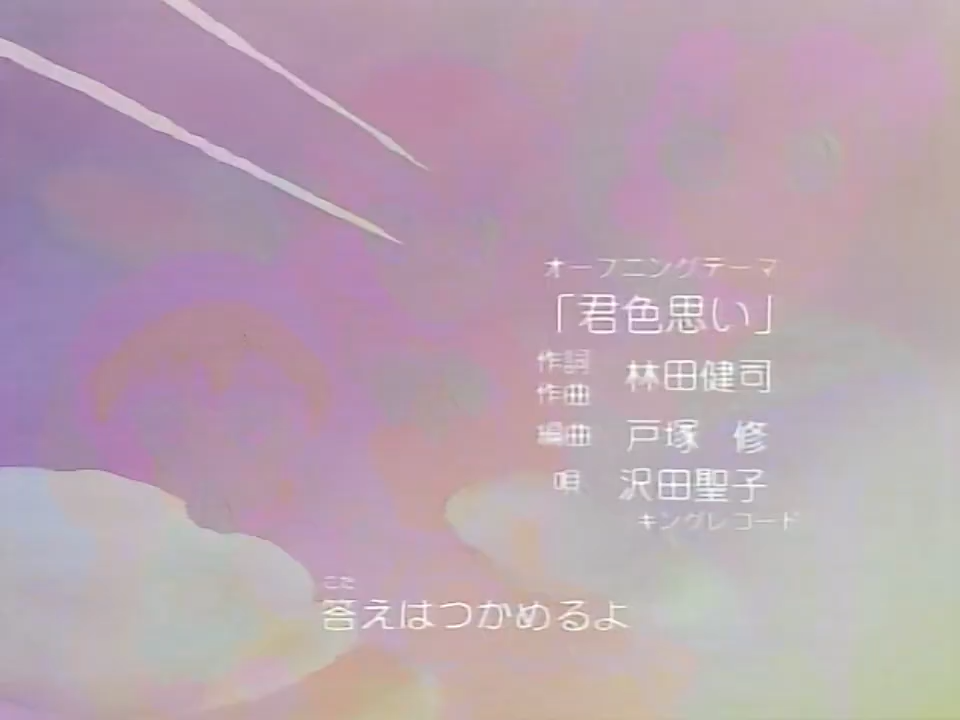 オープニングテーマ
「君色思い」
作詞
作曲 林田健司
編曲 戸塚 修
唄 沢田聖子
キングレコード
こた
答えはつかめるよ